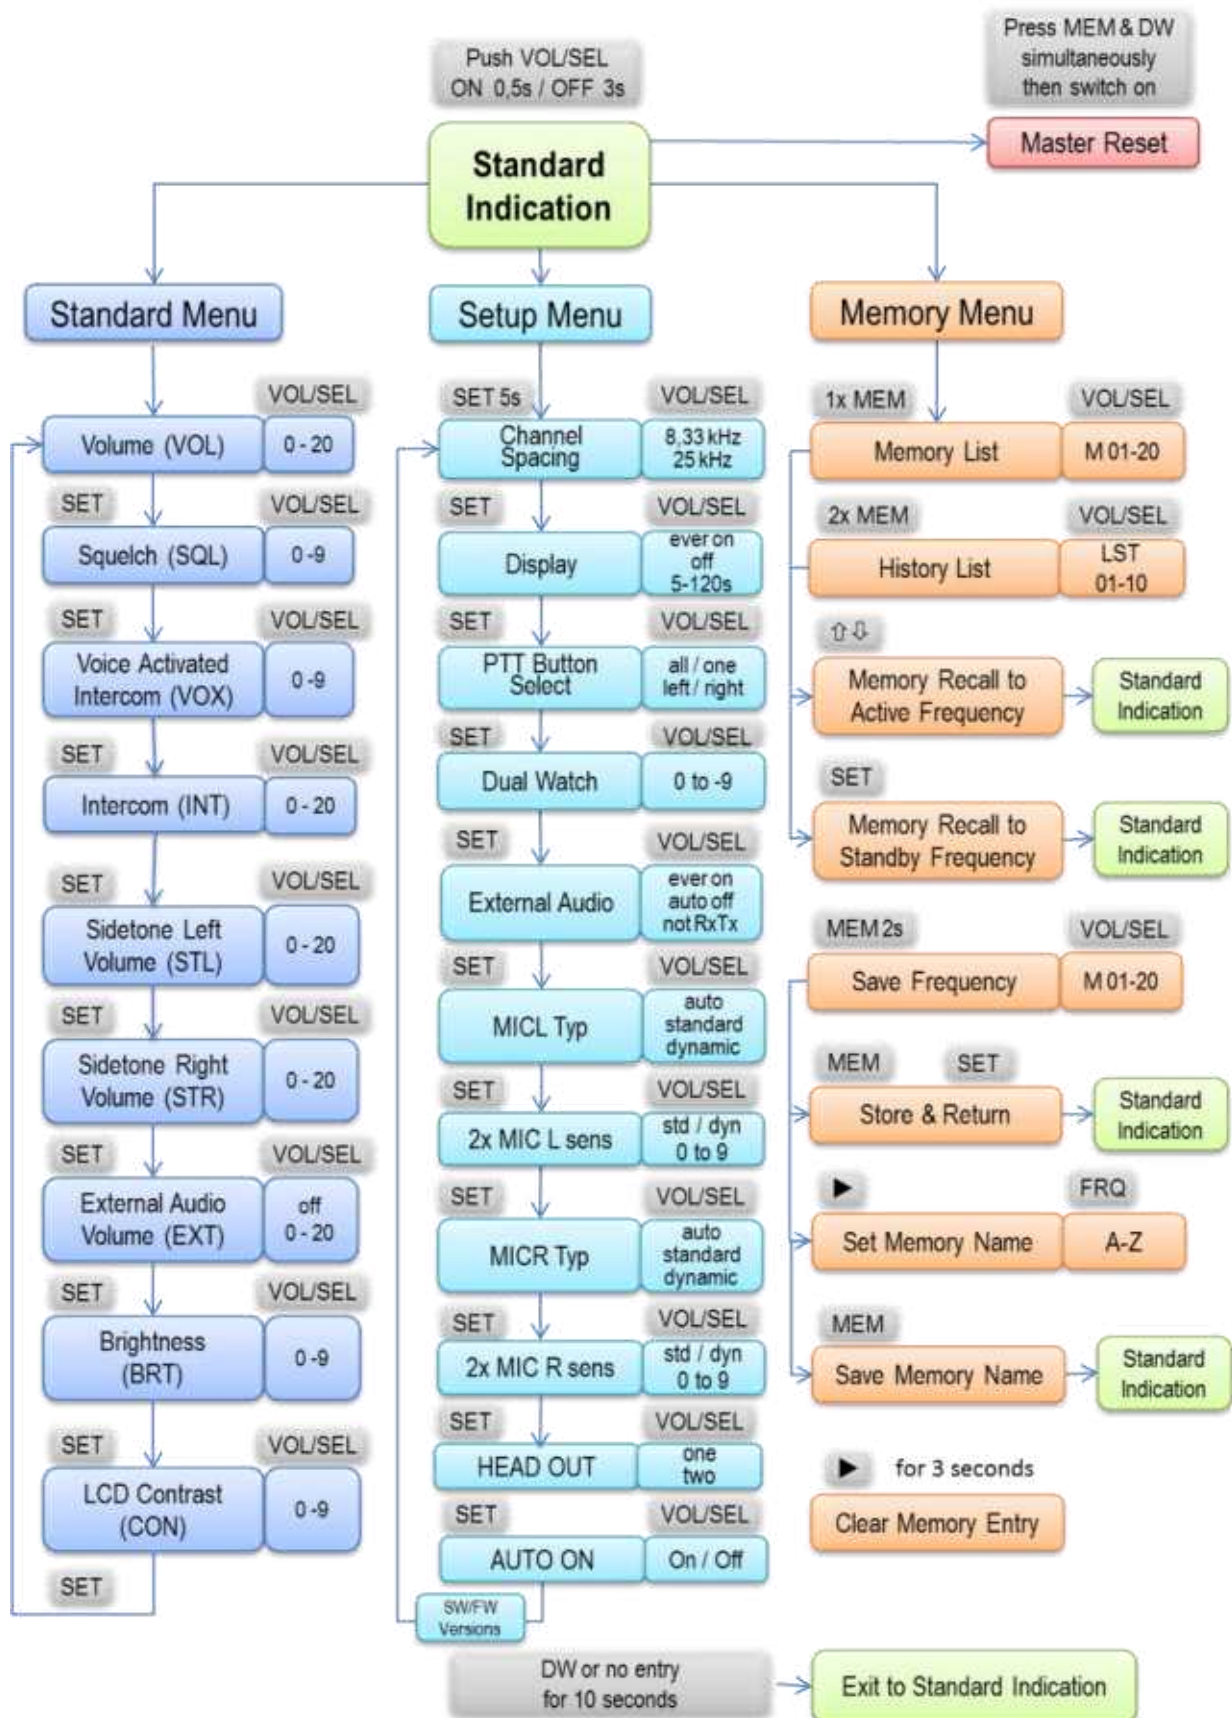 Push VOL/SEL
ON 0,5s / OFF 3s
Press MEM & DW
simultaneously
then switch on
Standard
Indication
Master Reset
Standard Menu
VOL/SEL
Volume (VOL)
0 - 20
SET
VOL/SEL
Squelch (SQL)
0 -9
SET
VOL/SEL
Voice Activated
Intercom (VOX)
0 -9
SET
VOL/SEL
Intercom (INT)
0 - 20
SET
VOL/SEL
Sidetone Left
Volume (STL)
0 - 20
SET
VOL/SEL
Sidetone Right
Volume (STR)
0 - 20
SET
VOL/SEL
External Audio
Volume (EXT)
off
0 - 20
SET
VOL/SEL
Brightness
(BRT)
0 -9
SET
VOL/SEL
LCD Contrast
(CON)
0 -9
SET
Setup Menu
SET 5s
VOL/SEL
Channel
Spacing
8,33 kHz
25 kHz
SET
VOL/SEL
Display
ever on
off
5-120s
SET
VOL/SEL
PTT Button
Select
all / one
left / right
SET
VOL/SEL
Dual Watch
0 to -9
SET
VOL/SEL
External Audio
ever on
auto off
not RxTx
SET
VOL/SEL
MICL Typ
auto
standard
dynamic
SET
VOL/SEL
2x MIC L sens
std / dyn
0 to 9
SET
VOL/SEL
MICR Typ
auto
standard
dynamic
SET
VOL/SEL
2x MIC R sens
std / dyn
0 to 9
SET
VOL/SEL
HEAD OUT
one
two
SET
VOL/SEL
AUTO ON
On / Off
SW/FW
Versions
Memory Menu
1x MEM
VOL/SEL
Memory List
M 01-20
2x MEM
VOL/SEL
History List
LST
01-10
⇧⇩
Memory Recall to
Active Frequency
Standard
Indication
SET
Memory Recall to
Standby Frequency
Standard
Indication
MEM 2s
VOL/SEL
Save Frequency
M 01-20
MEM
SET
Store & Return
Standard
Indication
▶
FRQ
Set Memory Name
A-Z
MEM
Save Memory Name
Standard
Indication
▶ for 3 seconds
Clear Memory Entry
DW or no entry
for 10 seconds
Exit to Standard Indication